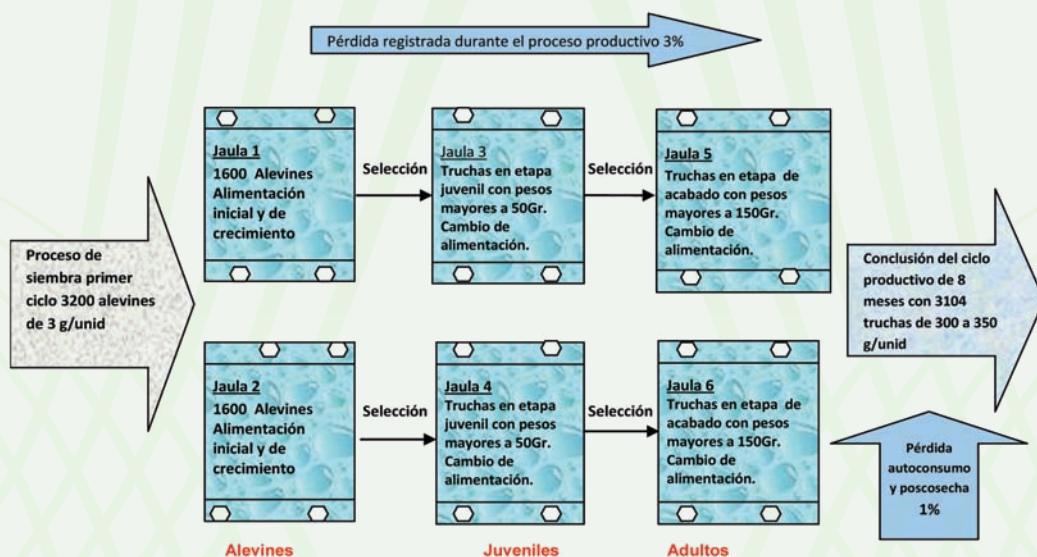 Pérdida registrada durante el proceso productivo 3%
Proceso de
siembra primer
ciclo 3200 alevines
de 3 g/unid
Jaula 1
1600 Alevines
Alimentación
inicial y de
crecimiento
Selección
Jaula 3
Truchas en etapa
juvenil con pesos
mayores a 50Gr.
Cambio de
alimentación.
Selección
Jaula 5
Truchas en etapa de
acabado con pesos
mayores a 150Gr.
Cambio de
alimentación.
Conclusión del ciclo
productivo de 8
meses con 3104
truchas de 300 a 350
g/unid
Jaula 2
1600 Alevines
Alimentación
inicial y de
crecimiento
Selección
Jaula 4
Truchas en etapa
juvenil con pesos
mayores a 50Gr.
Cambio de
alimentación.
Selección
Jaula 6
Truchas en etapa de
acabado con pesos
mayores a 150Gr.
Cambio de
alimentación.
Pérdida
autoconsumo
y poscosecha
1%
Alevines
Juveniles
Adultos